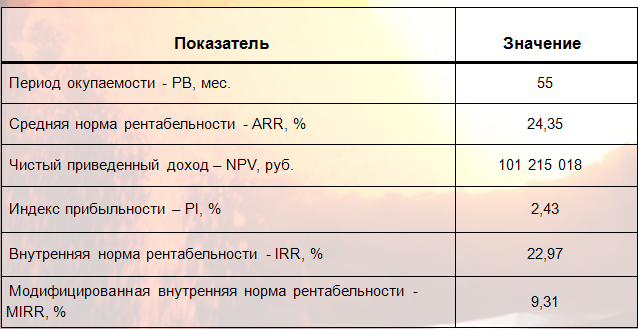 Показатель Значение
Период окупаемости - PB, мес. 55
Средняя норма рентабельности - ARR, % 24,35
Чистый приведенный доход – NPV, руб. 101 215 018
Индекс прибыльности – PI, % 2,43
Внутренняя норма рентабельности - IRR, % 22,97
Модифицированная внутренняя норма рентабельности -
MIRR, % 9,31